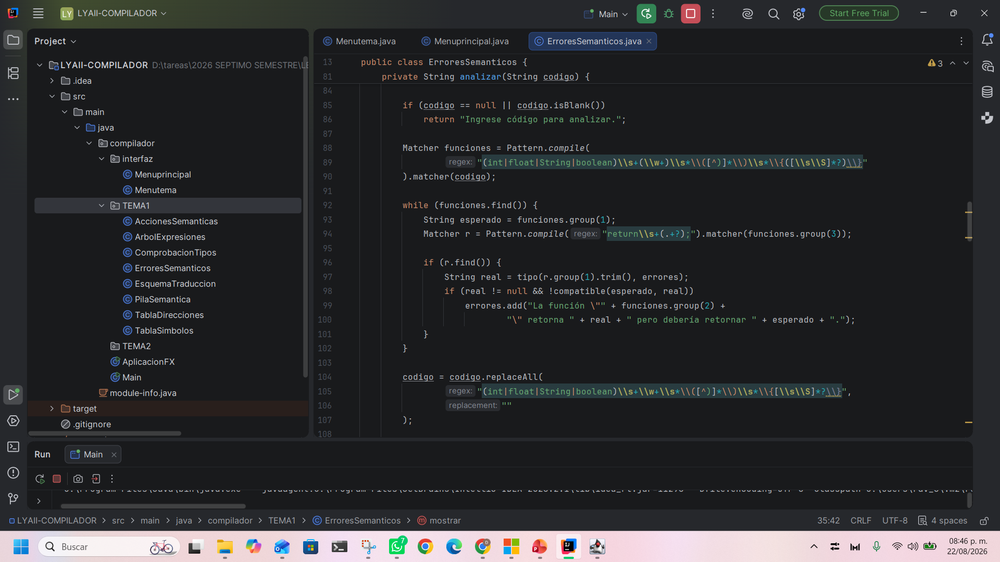 LY LYAII-COMPILADOR
Main
Start Free Trial
Project
LYAII-COMPILADOR D:\tareas\2026 SEPTIMO SEMESTRE\LE
.idea
src
main
java
compilador
interfaz
Menuprincipal
Menutema
TEMA1
AccionesSemanticas
ArbolExpresiones
ComprobacionTipos
ErroresSemanticos
EsquemaTraduccion
PilaSemantica
TablaDirecciones
TablaSimbolos
TEMA2
AplicacionFX
Main
module-info.java
target
.gitignore
Menutema.java
Menuprincipal.java
ErroresSemanticos.java
3
13 public class ErroresSemanticos {
81 private String analizar(String codigo) {
84
85 if (codigo == null || codigo.isBlank())
86 return "Ingrese código para analizar.";
87
88 Matcher funciones = Pattern.compile(
89 regex: "(int|float|String|boolean)\\s+(\\w+)\\s*\\([^)]*\\)\\s*\\{([\\s\\S]*?)\\}"
90 ).matcher(codigo);
91
92 while (funciones.find()) {
93 String esperado = funciones.group(1);
94 Matcher r = Pattern.compile( regex: "return\\s+(.+?);").matcher(funciones.group(3));
95
96 if (r.find()) {
97 String real = tipo(r.group(1).trim(), errores);
98 if (real != null && !compatible(esperado, real))
99 errores.add("La función \"" + funciones.group(2) +
100 "\" retorna " + real + " pero debería retornar " + esperado + ".");
101 }
102 }
103
104 codigo = codigo.replaceAll(
105 regex: "(int|float|String|boolean)\\s+\\w+\\s*\\([^)]*\\)\\s*\\{[\\s\\S]*?\\}",
106 replacement: ""
107 );
108
Run
Main
LYAII-COMPILADOR > src > main > java > compilador > TEMA1 > ErroresSemanticos > mostrar
35:42 CRLF UTF-8 4 spaces
Buscar
7
08:46 p. m.
22/08/2026